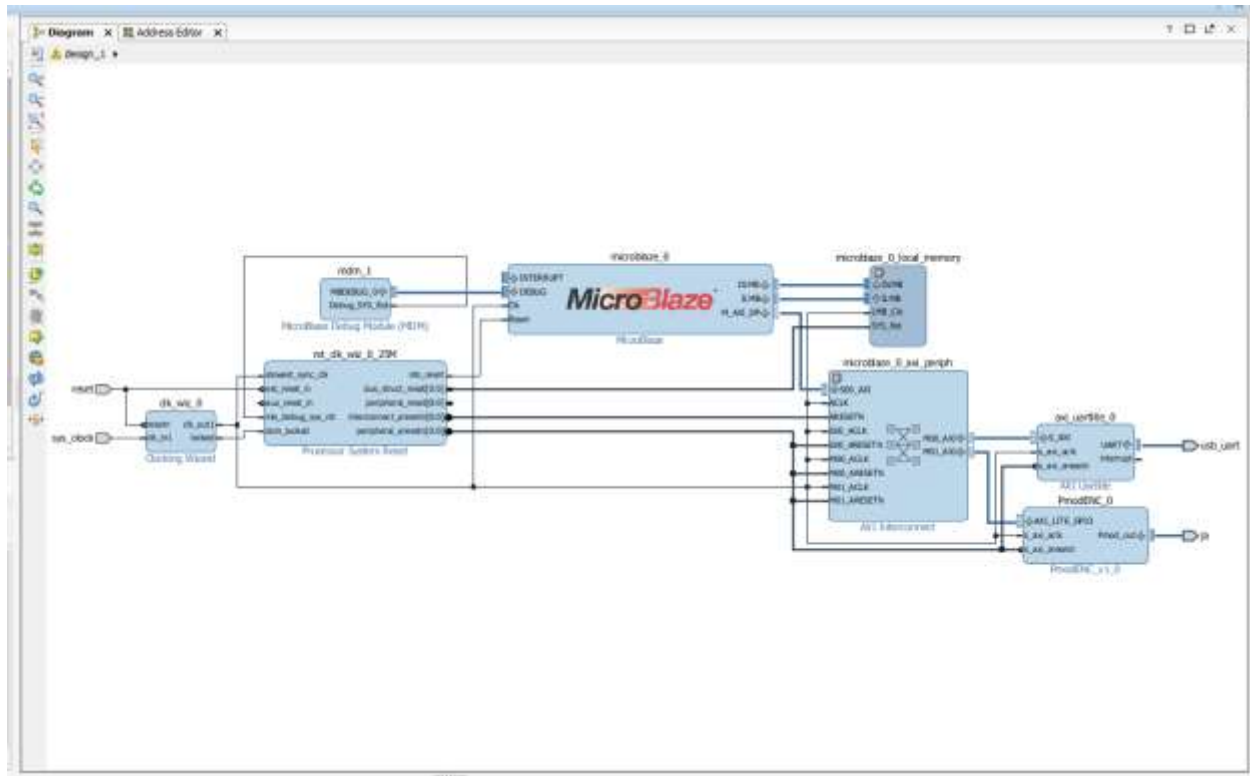 Diagram
Address Editor
design_1
mdm_1
MBDEBUG_0
Debug_SYS_Rst
MicroBlaze Debug Module (MDM)
microblaze_0
INTERRUPT
DEBUG
Clk
Reset
MicroBlaze
DLMB
ILMB
M_AXI_DP
MicroBlaze
microblaze_0_local_memory
DLMB
ILMB
LMB_Clk
SYS_Rst
rst_clk_wiz_0_25M
slowest_sync_clk
ext_reset_in
aux_reset_in
mb_debug_sys_rst
dcm_locked
mb_reset
bus_struct_reset[0:0]
peripheral_reset[0:0]
interconnect_aresetn[0:0]
peripheral_aresetn[0:0]
Processor System Reset
reset
sys_clock
clk_wiz_0
resetn
clk_in1
clk_out1
locked
Clocking Wizard
microblaze_0_axi_periph
S00_AXI
ACLK
ARESETN
S00_ACLK
S00_ARESETN
M00_ACLK
M00_ARESETN
M01_ACLK
M01_ARESETN
M00_AXI
M01_AXI
AXI Interconnect
axi_uartlite_0
S_AXI
s_axi_aclk
s_axi_aresetn
UART
interrupt
AXI Uartlite
usb_uart
PmodENC_0
AXI_LITE_GPIO
s_axi_aclk
s_axi_aresetn
Pmod_out
PmodENC_v1_0
ja